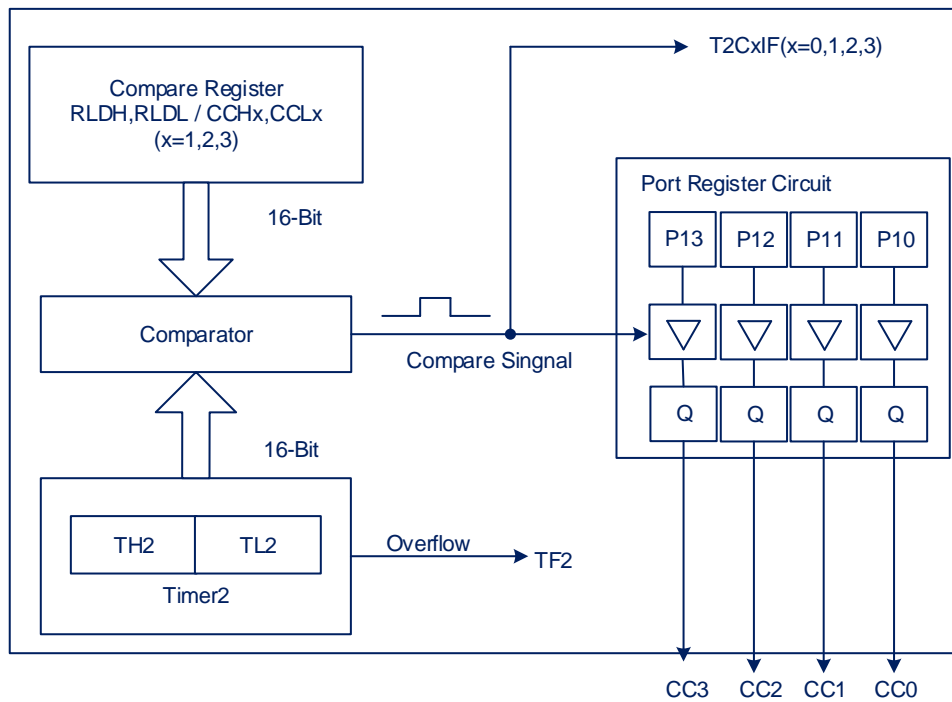 T2CxIF(x=0,1,2,3)
Compare Register
RLDH,RLDL / CCHx,CCLx
(x=1,2,3)
16-Bit
Port Register Circuit
P13 P12 P11 P10
Comparator
Compare Singnal
Q Q Q Q
16-Bit
TH2 TL2
Timer2
Overflow
TF2
CC3 CC2 CC1 CC0